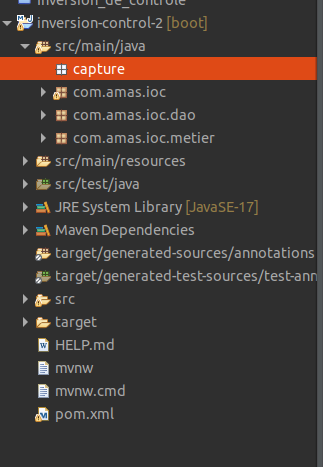 inversion_de_controle
inversion-control-2 [boot]
src/main/java
capture
com.amas.ioc
com.amas.ioc.dao
com.amas.ioc.metier
src/main/resources
src/test/java
JRE System Library [JavaSE-17]
Maven Dependencies
target/generated-sources/annotations
target/generated-test-sources/test-ann
src
target
HELP.md
mvnw
mvnw.cmd
pom.xml